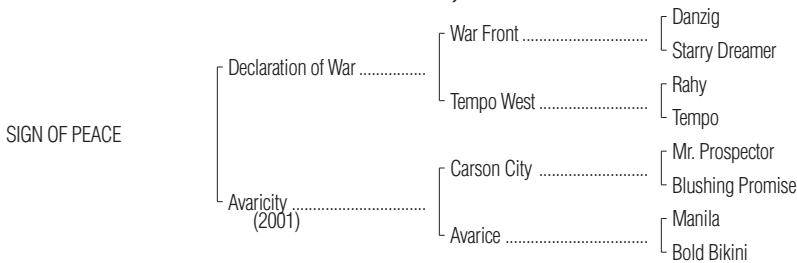 Danzig
War Front ................................
Starry Dreamer
Declaration of War ................
Rahy
Tempo West ...........................
Tempo
SIGN OF PEACE
Mr. Prospector
Carson City ...........................
Blushing Promise
Avaricity .................................
(2001)
Manila
Avarice ....................................
Bold Bikini